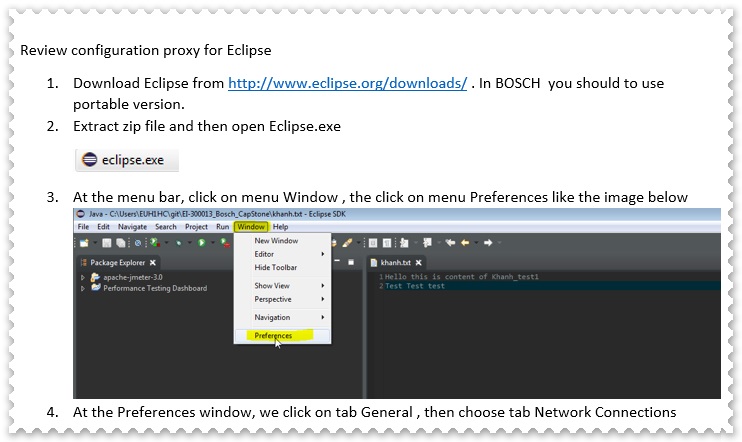 Review configuration proxy for Eclipse
1. Download Eclipse from http://www.eclipse.org/downloads/ . In BOSCH you should to use
portable version.
2. Extract zip file and then open Eclipse.exe
eclipse.exe
3. At the menu bar, click on menu Window , the click on menu Preferences like the image below
Java - C:\Users\EUH1HC\git\EI-300013_Bosch_CapStone\khanh.txt - Eclipse SDK
File Edit Navigate Search Project Run Window Help
New Window
Editor
Hide Toolbar
Show View
Perspective
Navigation
Preferences
Package Explorer
apache-jmeter-3.0
Performance Testing Dashboard
khanh.txt
1 Hello this is content of Khanh_test1
2 Test Test test
4. At the Preferences window, we click on tab General , then choose tab Network Connections